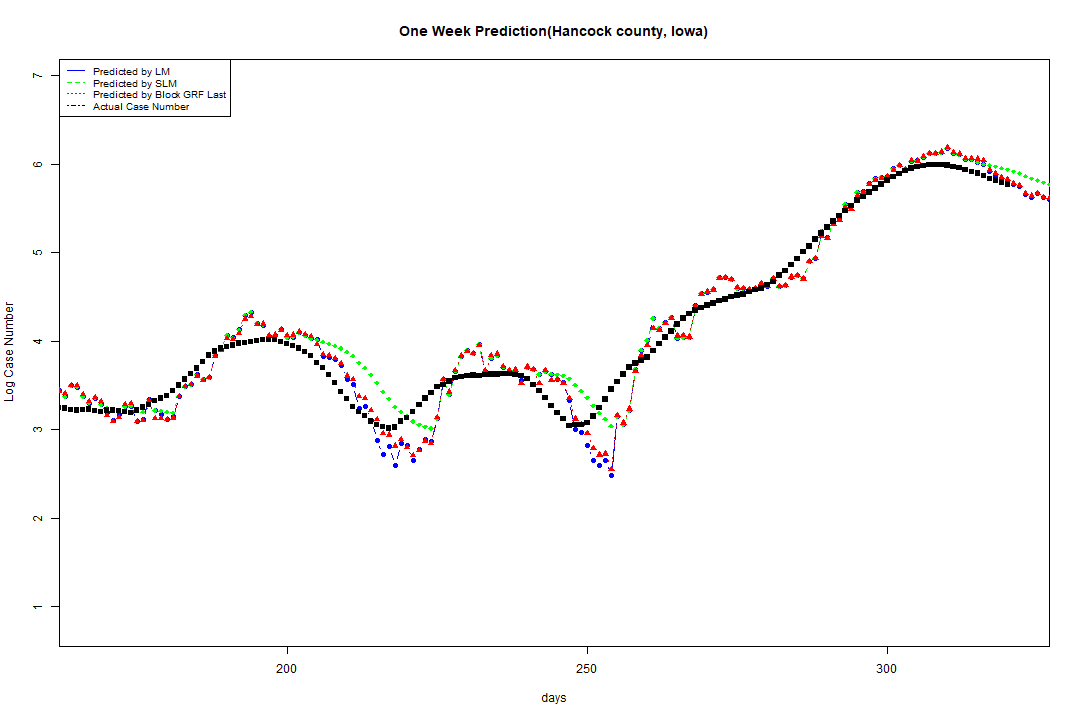 One Week Prediction(Hancock county, Iowa)
Predicted by LM
Predicted by SLM
Predicted by Block GRF Last
Actual Case Number
7
6
5
4
3
2
1
Log Case Number
200 250 300
days